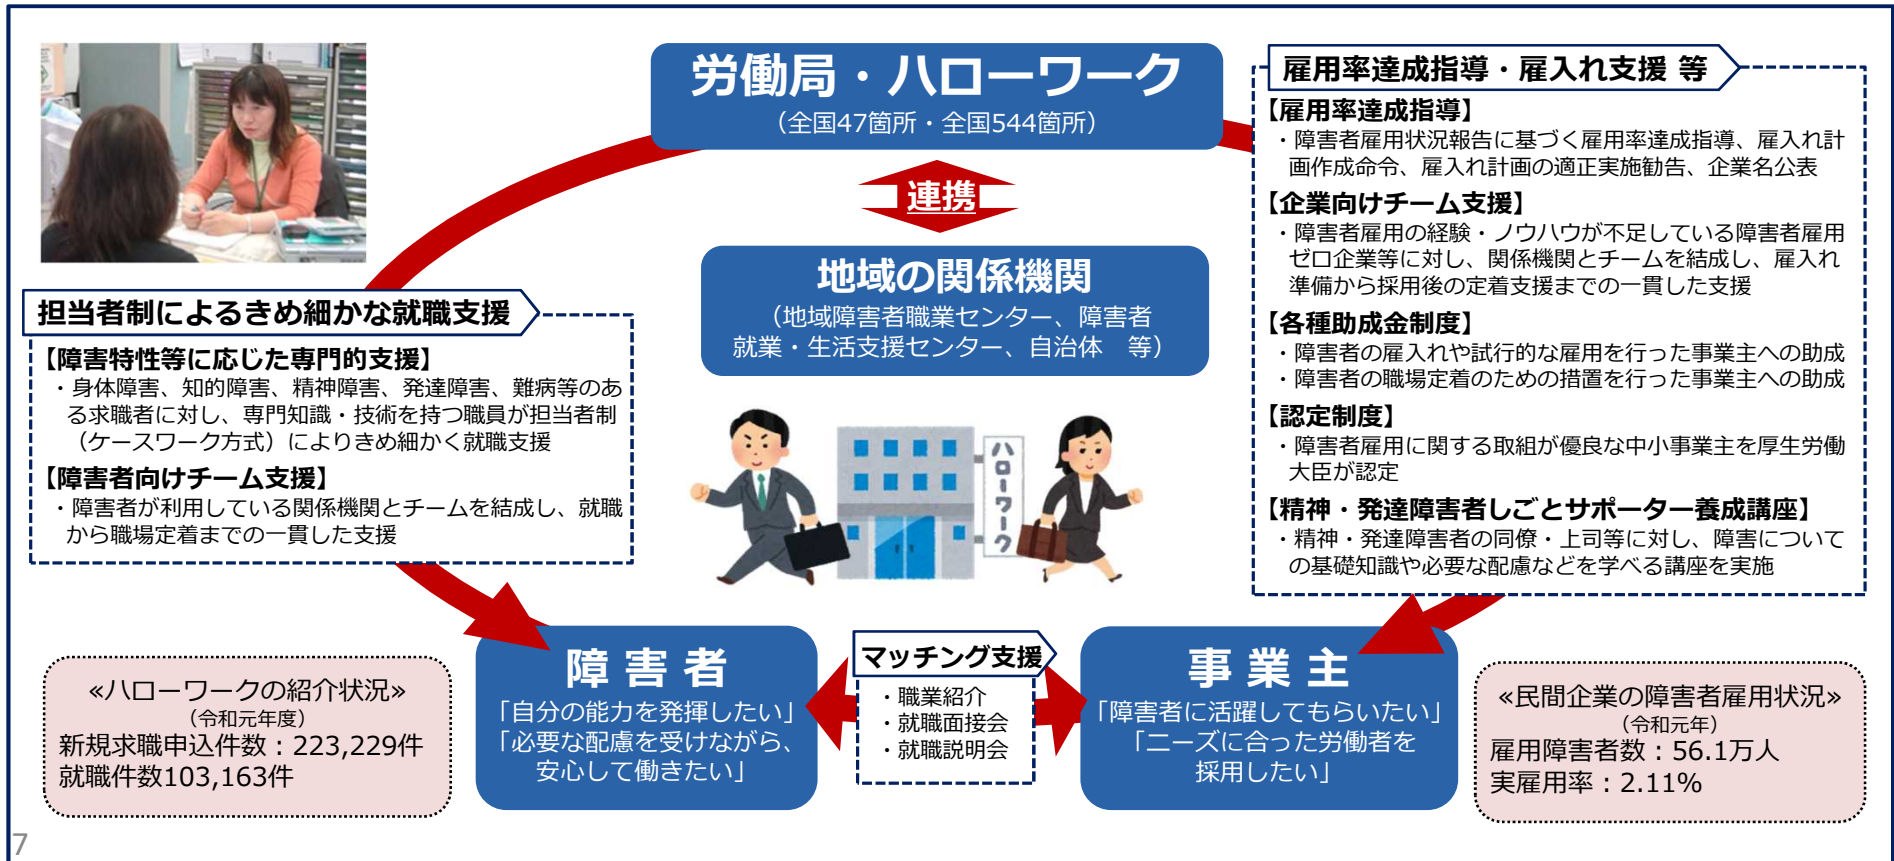 労働局・ハローワーク
（全国47箇所・全国544箇所）
連携
地域の関係機関
（地域障害者職業センター、障害者
就業・生活支援センター、自治体　等）
担当者制によるきめ細かな就職支援
【障害特性等に応じた専門的支援】
・身体障害、知的障害、精神障害、発達障害、難病等のあ
る求職者に対し、専門知識・技術を持つ職員が担当者制
（ケースワーク方式）によりきめ細かく就職支援
【障害者向けチーム支援】
・障害者が利用している関係機関とチームを結成し、就職
から職場定着までの一貫した支援
雇用率達成指導・雇入れ支援 等
【雇用率達成指導】
・障害者雇用状況報告に基づく雇用率達成指導、雇入れ計
画作成命令、雇入れ計画の適正実施勧告、企業名公表
【企業向けチーム支援】
・障害者雇用の経験・ノウハウが不足している障害者雇用
ゼロ企業等に対し、関係機関とチームを結成し、雇入れ
準備から採用後の定着支援までの一貫した支援
【各種助成金制度】
・障害者の雇入れや試行的な雇用を行った事業主への助成
・障害者の職場定着のための措置を行った事業主への助成
【認定制度】
・障害者雇用に関する取組が優良な中小事業主を厚生労働
大臣が認定
【精神・発達障害者しごとサポーター養成講座】
・精神・発達障害者の同僚・上司等に対し、障害について
の基礎知識や必要な配慮などを学べる講座を実施
ハローワーク
≪ハローワークの紹介状況≫
（令和元年度）
新規求職申込件数：223,229件
就職件数103,163件
障 害 者
「自分の能力を発揮したい」
「必要な配慮を受けながら、
安心して働きたい」
マッチング支援
・職業紹介
・就職面接会
・就職説明会
事 業 主
「障害者に活躍してもらいたい」
「ニーズに合った労働者を
採用したい」
≪民間企業の障害者雇用状況≫
（令和元年）
雇用障害者数：56.1万人
実雇用率：2.11%
7